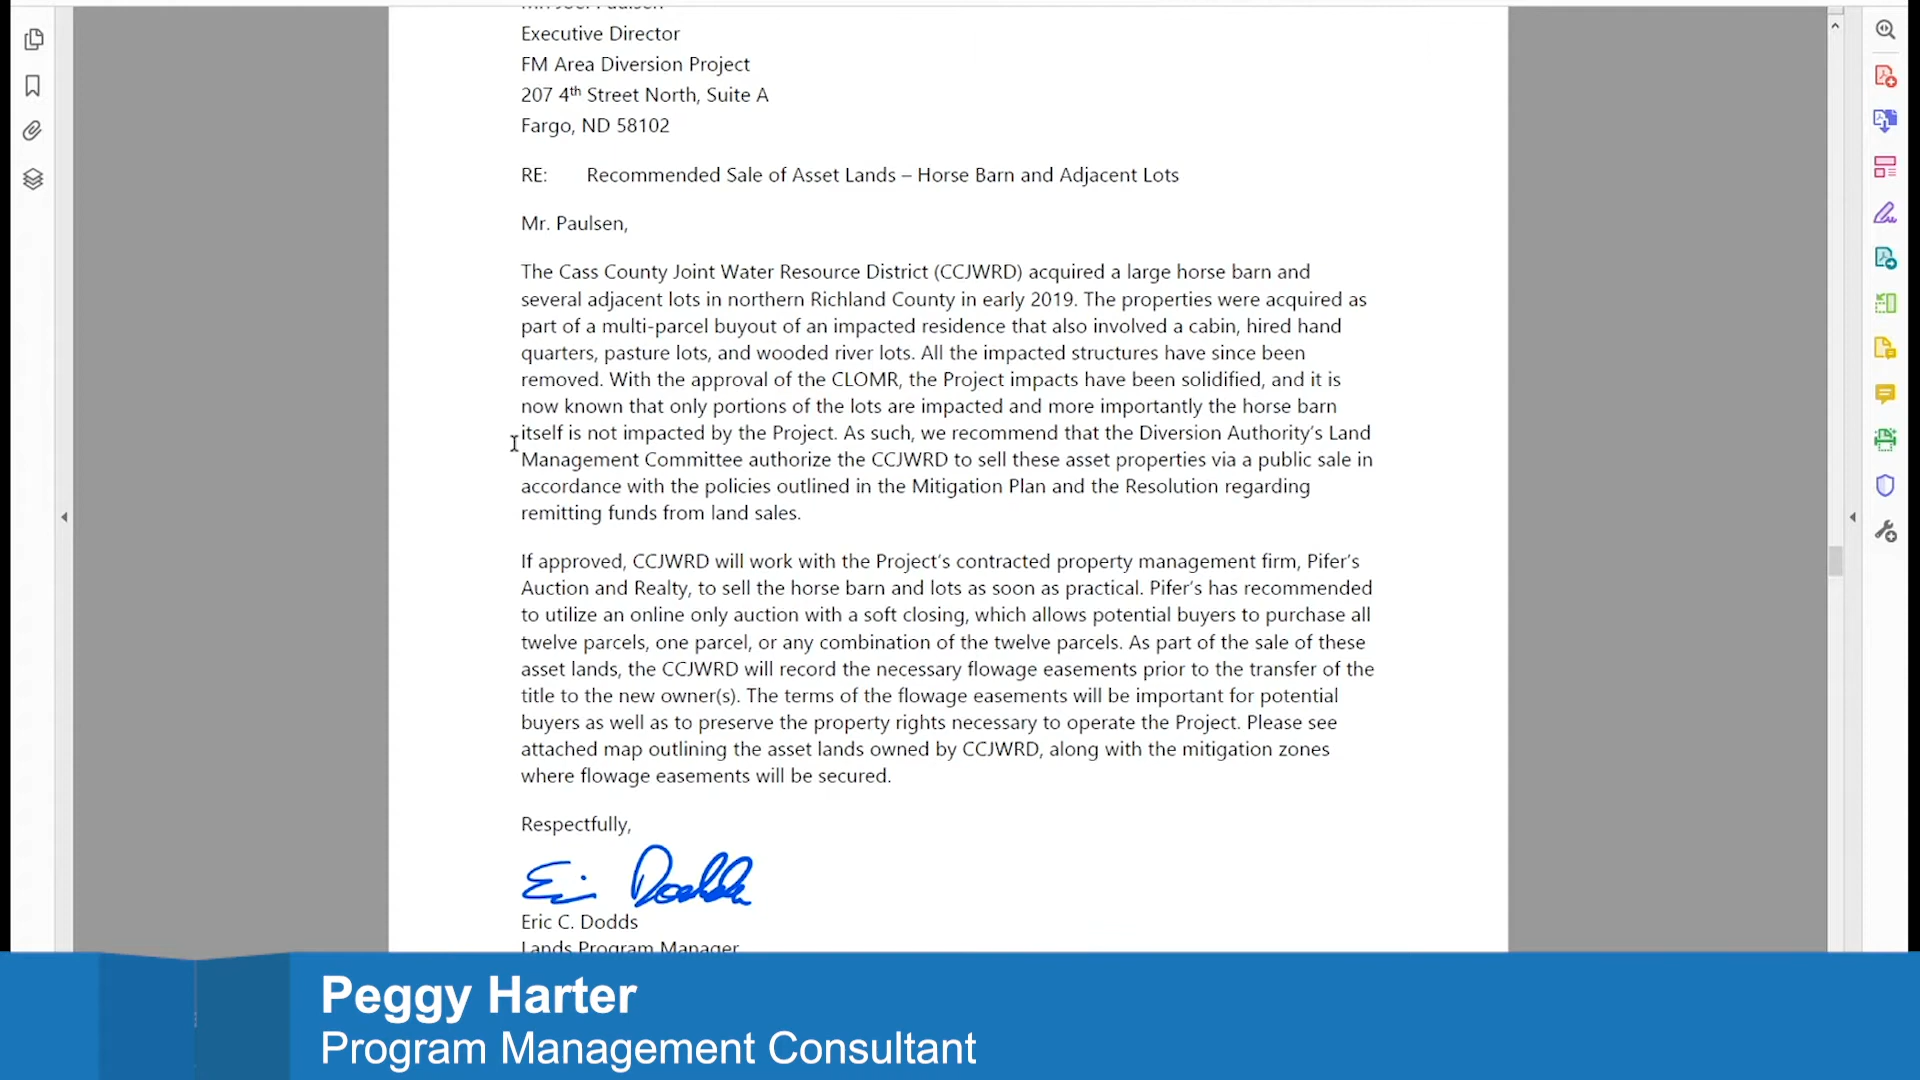 Executive Director
FM Area Diversion Project
207 4th Street North, Suite A
Fargo, ND 58102
RE: Recommended Sale of Asset Lands – Horse Barn and Adjacent Lots
Mr. Paulsen,
The Cass County Joint Water Resource District (CCJWRD) acquired a large horse barn and
several adjacent lots in northern Richland County in early 2019. The properties were acquired as
part of a multi-parcel buyout of an impacted residence that also involved a cabin, hired hand
quarters, pasture lots, and wooded river lots. All the impacted structures have since been
removed. With the approval of the CLOMR, the Project impacts have been solidified, and it is
now known that only portions of the lots are impacted and more importantly the horse barn
itself is not impacted by the Project. As such, we recommend that the Diversion Authority’s Land
Management Committee authorize the CCJWRD to sell these asset properties via a public sale in
accordance with the policies outlined in the Mitigation Plan and the Resolution regarding
remitting funds from land sales.
If approved, CCJWRD will work with the Project’s contracted property management firm, Pifer’s
Auction and Realty, to sell the horse barn and lots as soon as practical. Pifer’s has recommended
to utilize an online only auction with a soft closing, which allows potential buyers to purchase all
twelve parcels, one parcel, or any combination of the twelve parcels. As part of the sale of these
asset lands, the CCJWRD will record the necessary flowage easements prior to the transfer of the
title to the new owner(s). The terms of the flowage easements will be important for potential
buyers as well as to preserve the property rights necessary to operate the Project. Please see
attached map outlining the asset lands owned by CCJWRD, along with the mitigation zones
where flowage easements will be secured.
Respectfully,
Eric Dodds
Eric C. Dodds
Lands Program Manager
Peggy Harter
Program Management Consultant